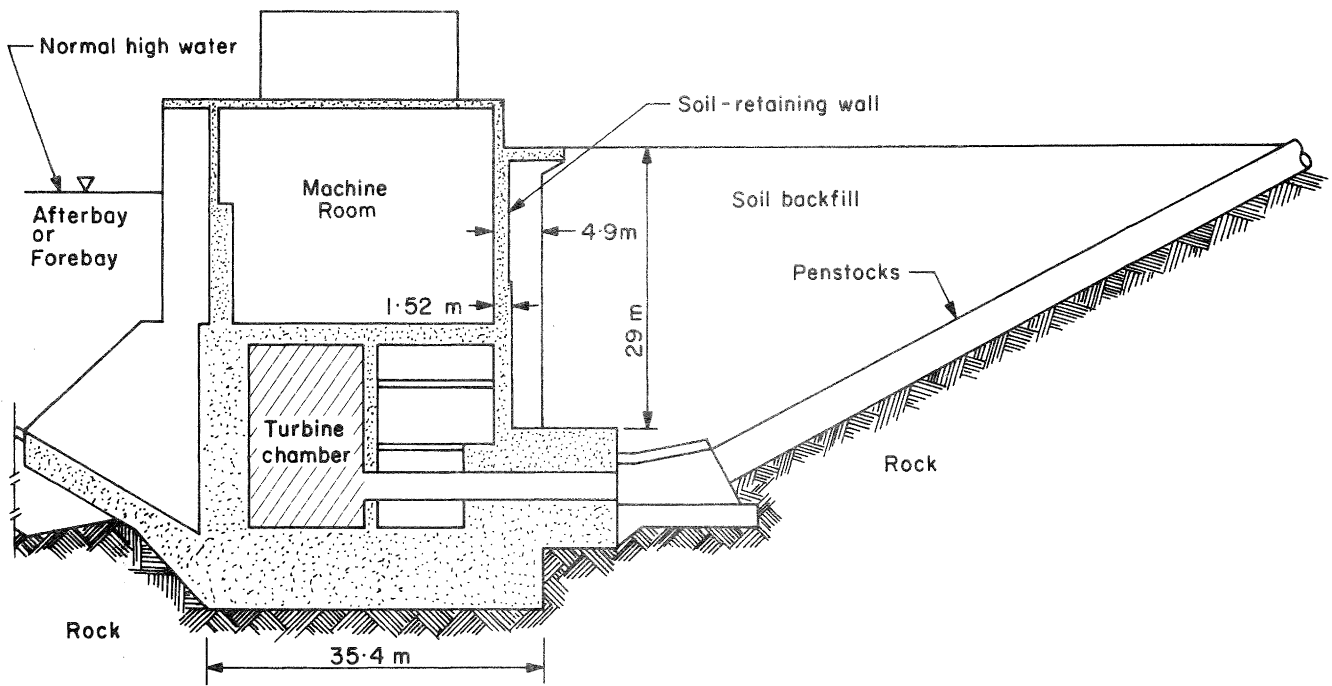 Normal high water
Soil-retaining wall
Machine
Room
Soil backfill
Afterbay
or
Forebay
4·9m
Penstocks
1·52 m
29 m
Turbine
chamber
Rock
Rock
35·4 m